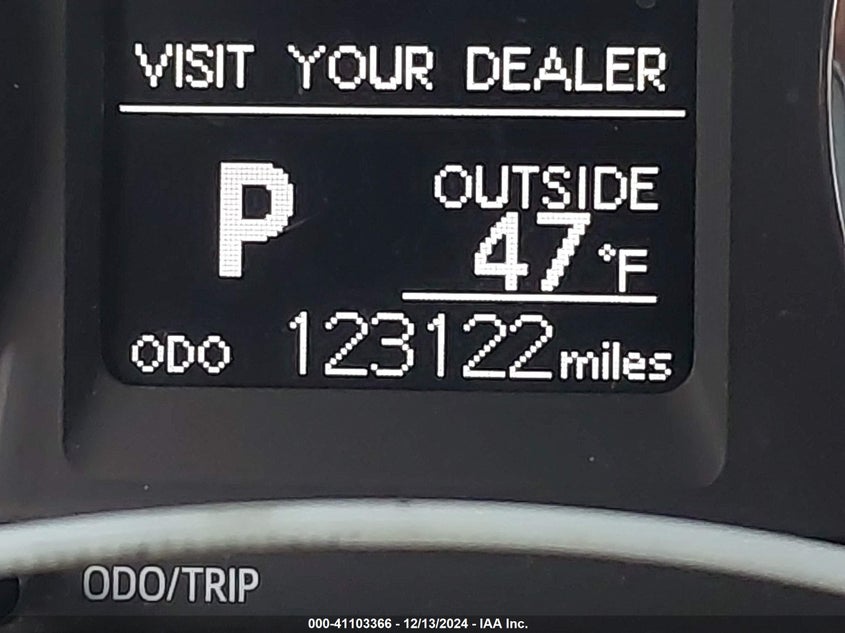 VISIT YOUR DEALER
P
OUTSIDE
47°F
ODO 123122 miles
ODO/TRIP
000-41103366 - 12/13/2024 - IAA Inc.